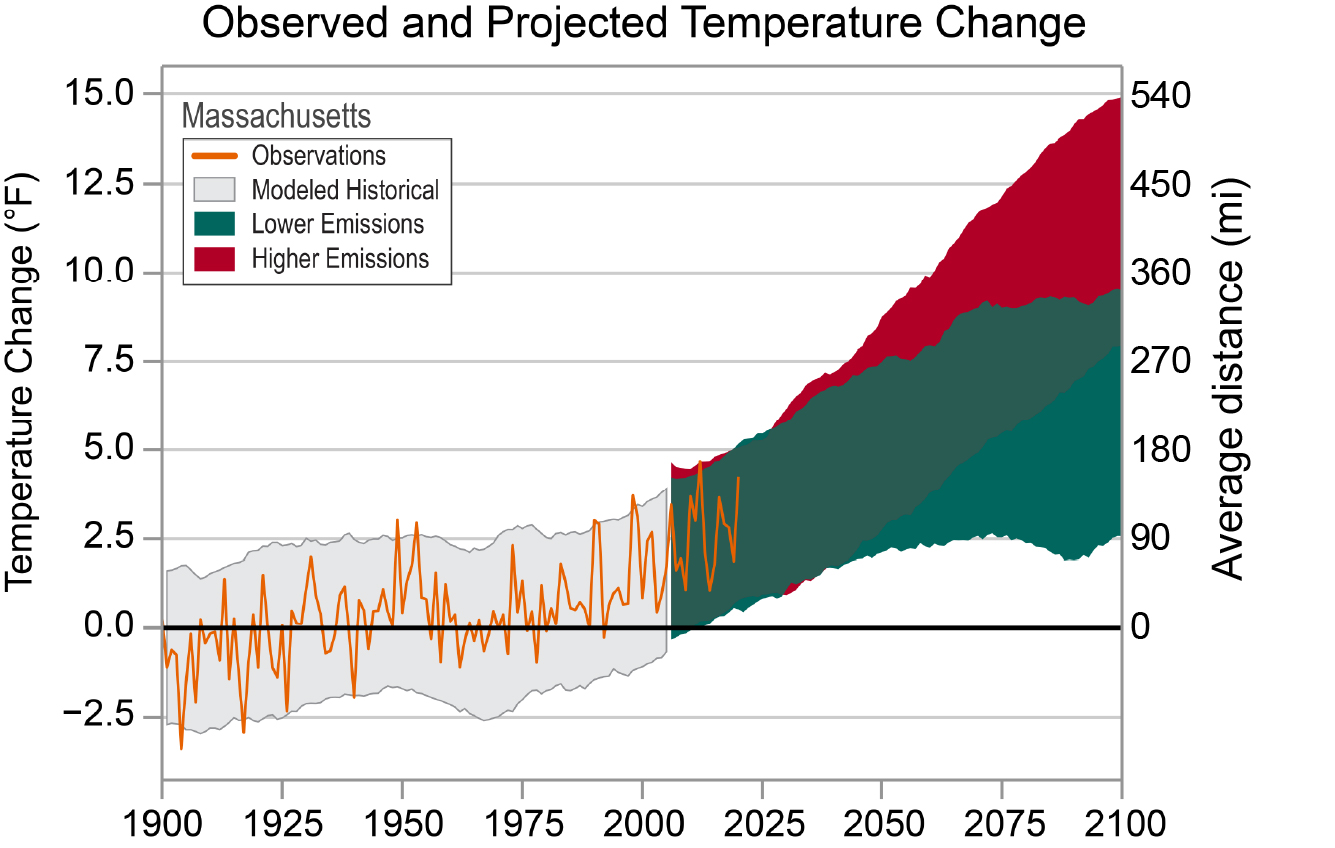 Observed and Projected Temperature Change
Temperature Change (°F)
15.0
12.5
10.0
7.5
5.0
2.5
0.0
−2.5
Massachusetts
Observations
Modeled Historical
Lower Emissions
Higher Emissions
540
450
360
270
180
90
0
Average distance (mi)
1900 1925 1950 1975 2000 2025 2050 2075 2100